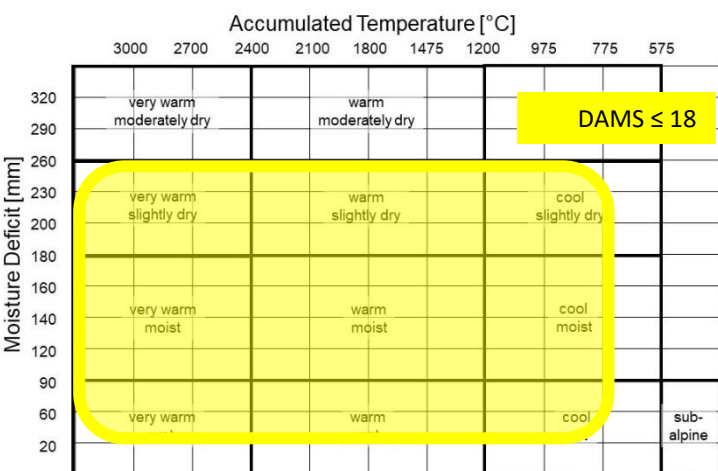 Accumulated Temperature [°C]
3000 2700 2400 2100 1800 1475 1200 975 775 575
Moisture Deficit [mm]
320
very warm
moderately dry
warm
moderately dry
DAMS ≤ 18
290
260
230
very warm
slightly dry
warm
slightly dry
cool
slightly dry
200
180
160
140
very warm
moist
warm
moist
cool
moist
120
90
60
very warm
warm
cool
sub-
alpine
20